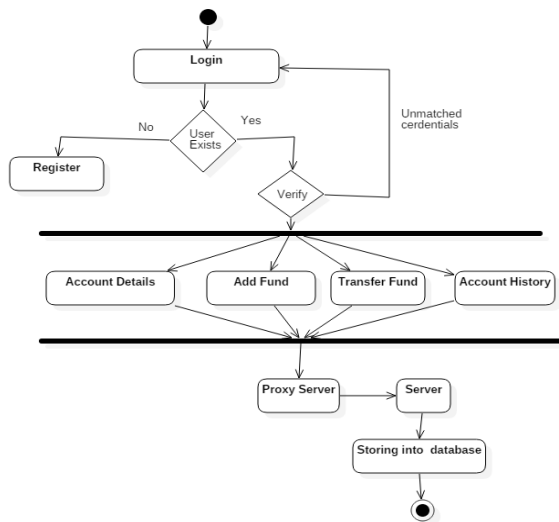 Login
No
Yes
User
Exists
Unmatched
cerdentials
Register
Verify
Account Details
Add Fund
Transfer Fund
Account History
Proxy Server
Server
Storing into database